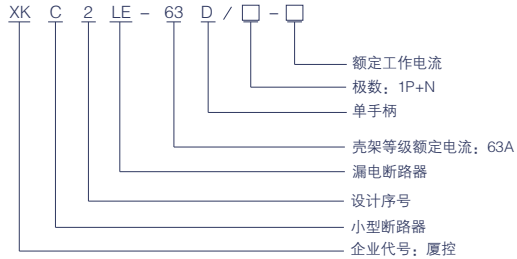 XK C 2 LE - 63 D / □ - □
额定工作电流
极数：1P+N
单手柄
壳架等级额定电流：63A
漏电断路器
设计序号
小型断路器
企业代号：厦控